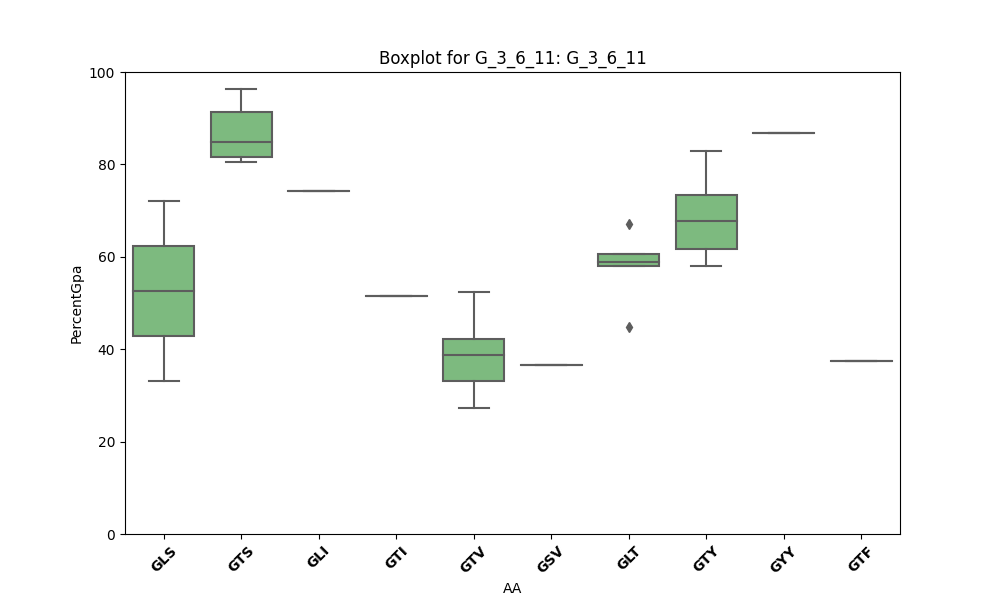 Boxplot for G_3_6_11: G_3_6_11
PercentGpa
100
80
60
40
20
0
GLS GTS GLI GTI GTV GSV GLT GTY GYY GTF
AA